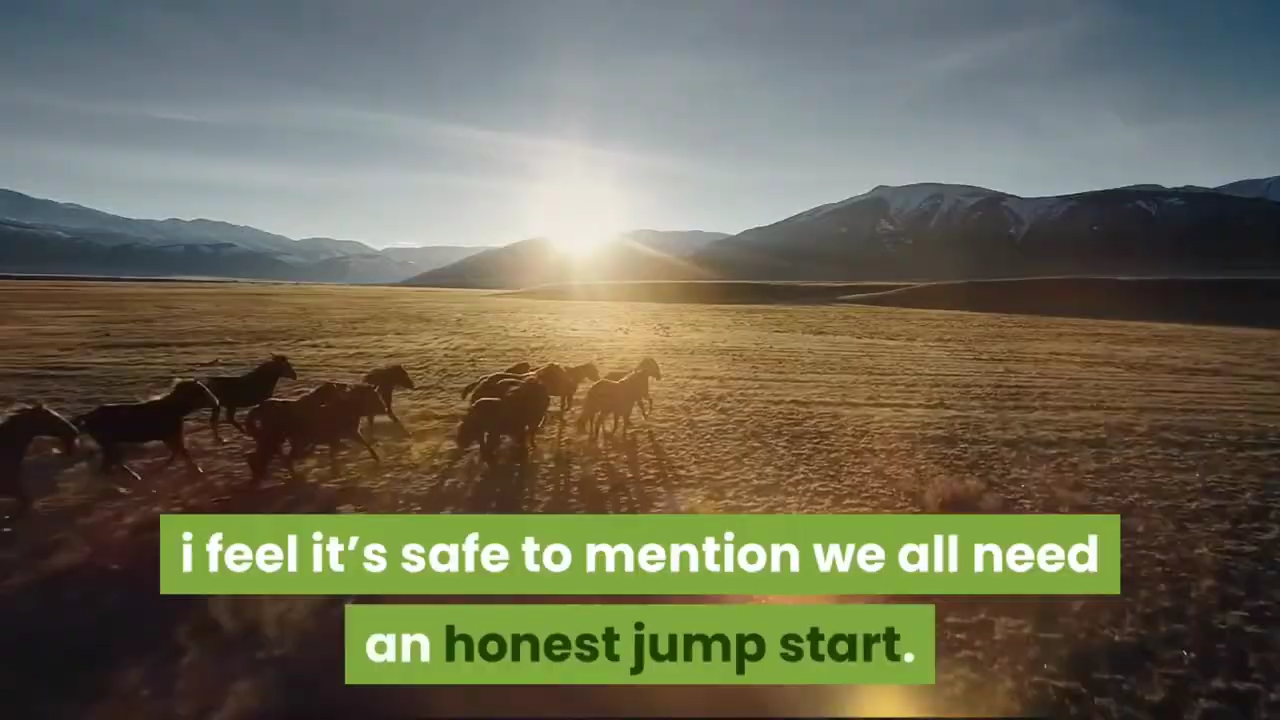 i feel it’s safe to mention we all need
an honest jump start.